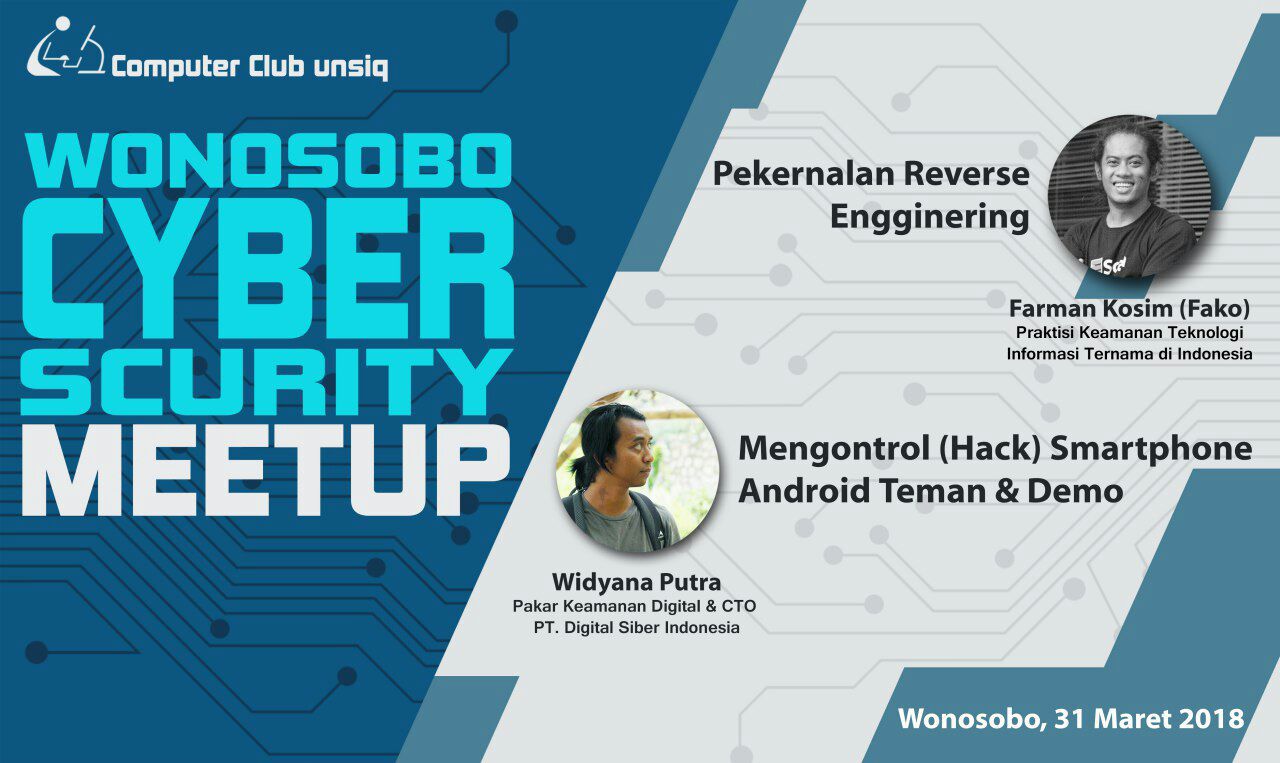 Computer Club unsiq
WONOSOBO
CYBER
SCURITY
MEETUP
Pekernalan Reverse
Engginering
Farman Kosim (Fako)
Praktisi Keamanan Teknologi
Informasi Ternama di Indonesia
Mengontrol (Hack) Smartphone
Android Teman & Demo
Widyana Putra
Pakar Keamanan Digital & CTO
PT. Digital Siber Indonesia
Wonosobo, 31 Maret 2018